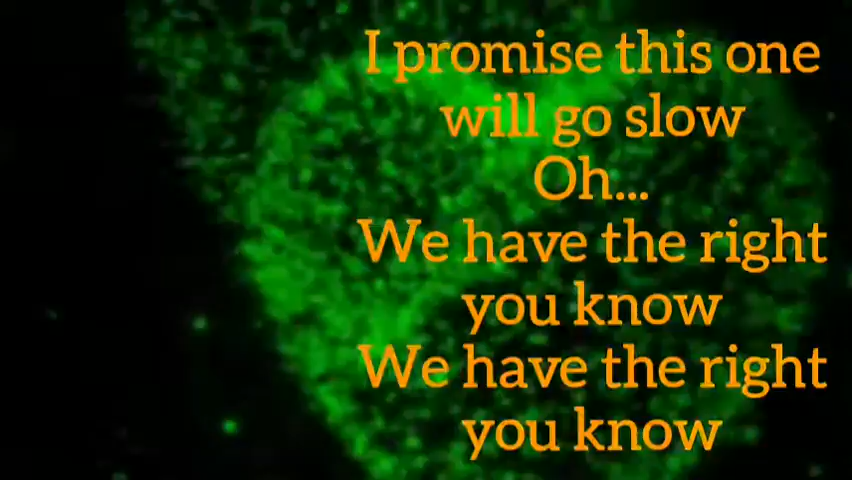 I promise this one
will go slow
Oh...
We have the right
you know
We have the right
you know